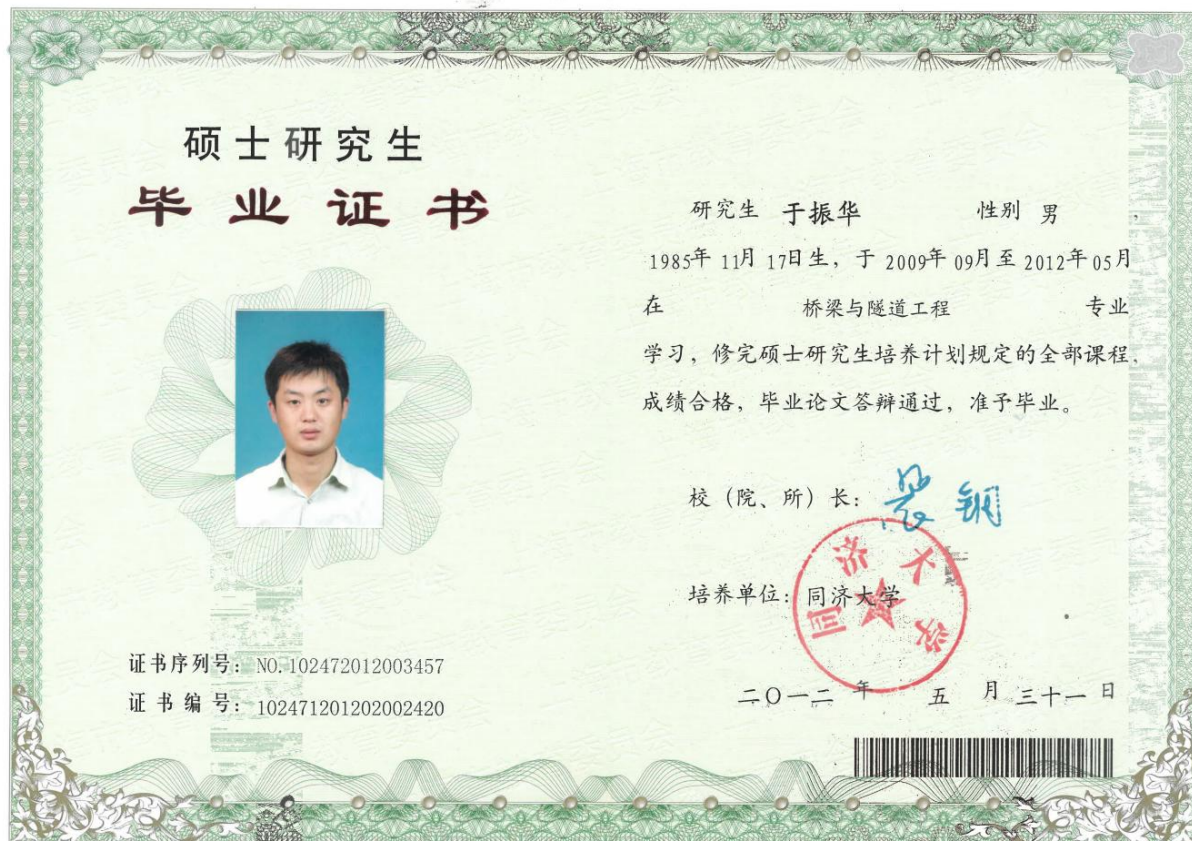 硕士研究生
毕业证书
研究生 于振华 性别 男 ,
1985年 11月 17日生，于 2009年 09月至 2012年 05月
在 桥梁与隧道工程 专业
学习，修完硕士研究生培养计划规定的全部课程，
成绩合格，毕业论文答辩通过，准予毕业。
校（院、所）长：
培养单位：同济大学
同济大学
二〇一二 年 五 月 三十一 日
证书序列号：NO.102472012003457
证书编号：102471201202002420